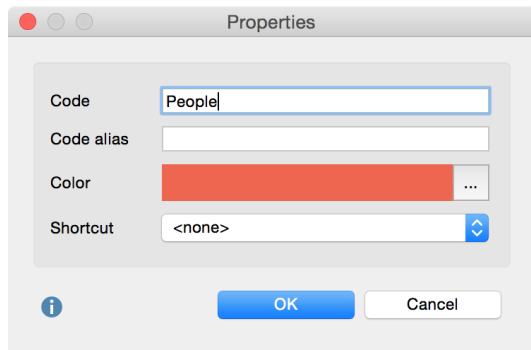 Properties
Code People
Code alias
Color ...
Shortcut <none>
OK Cancel